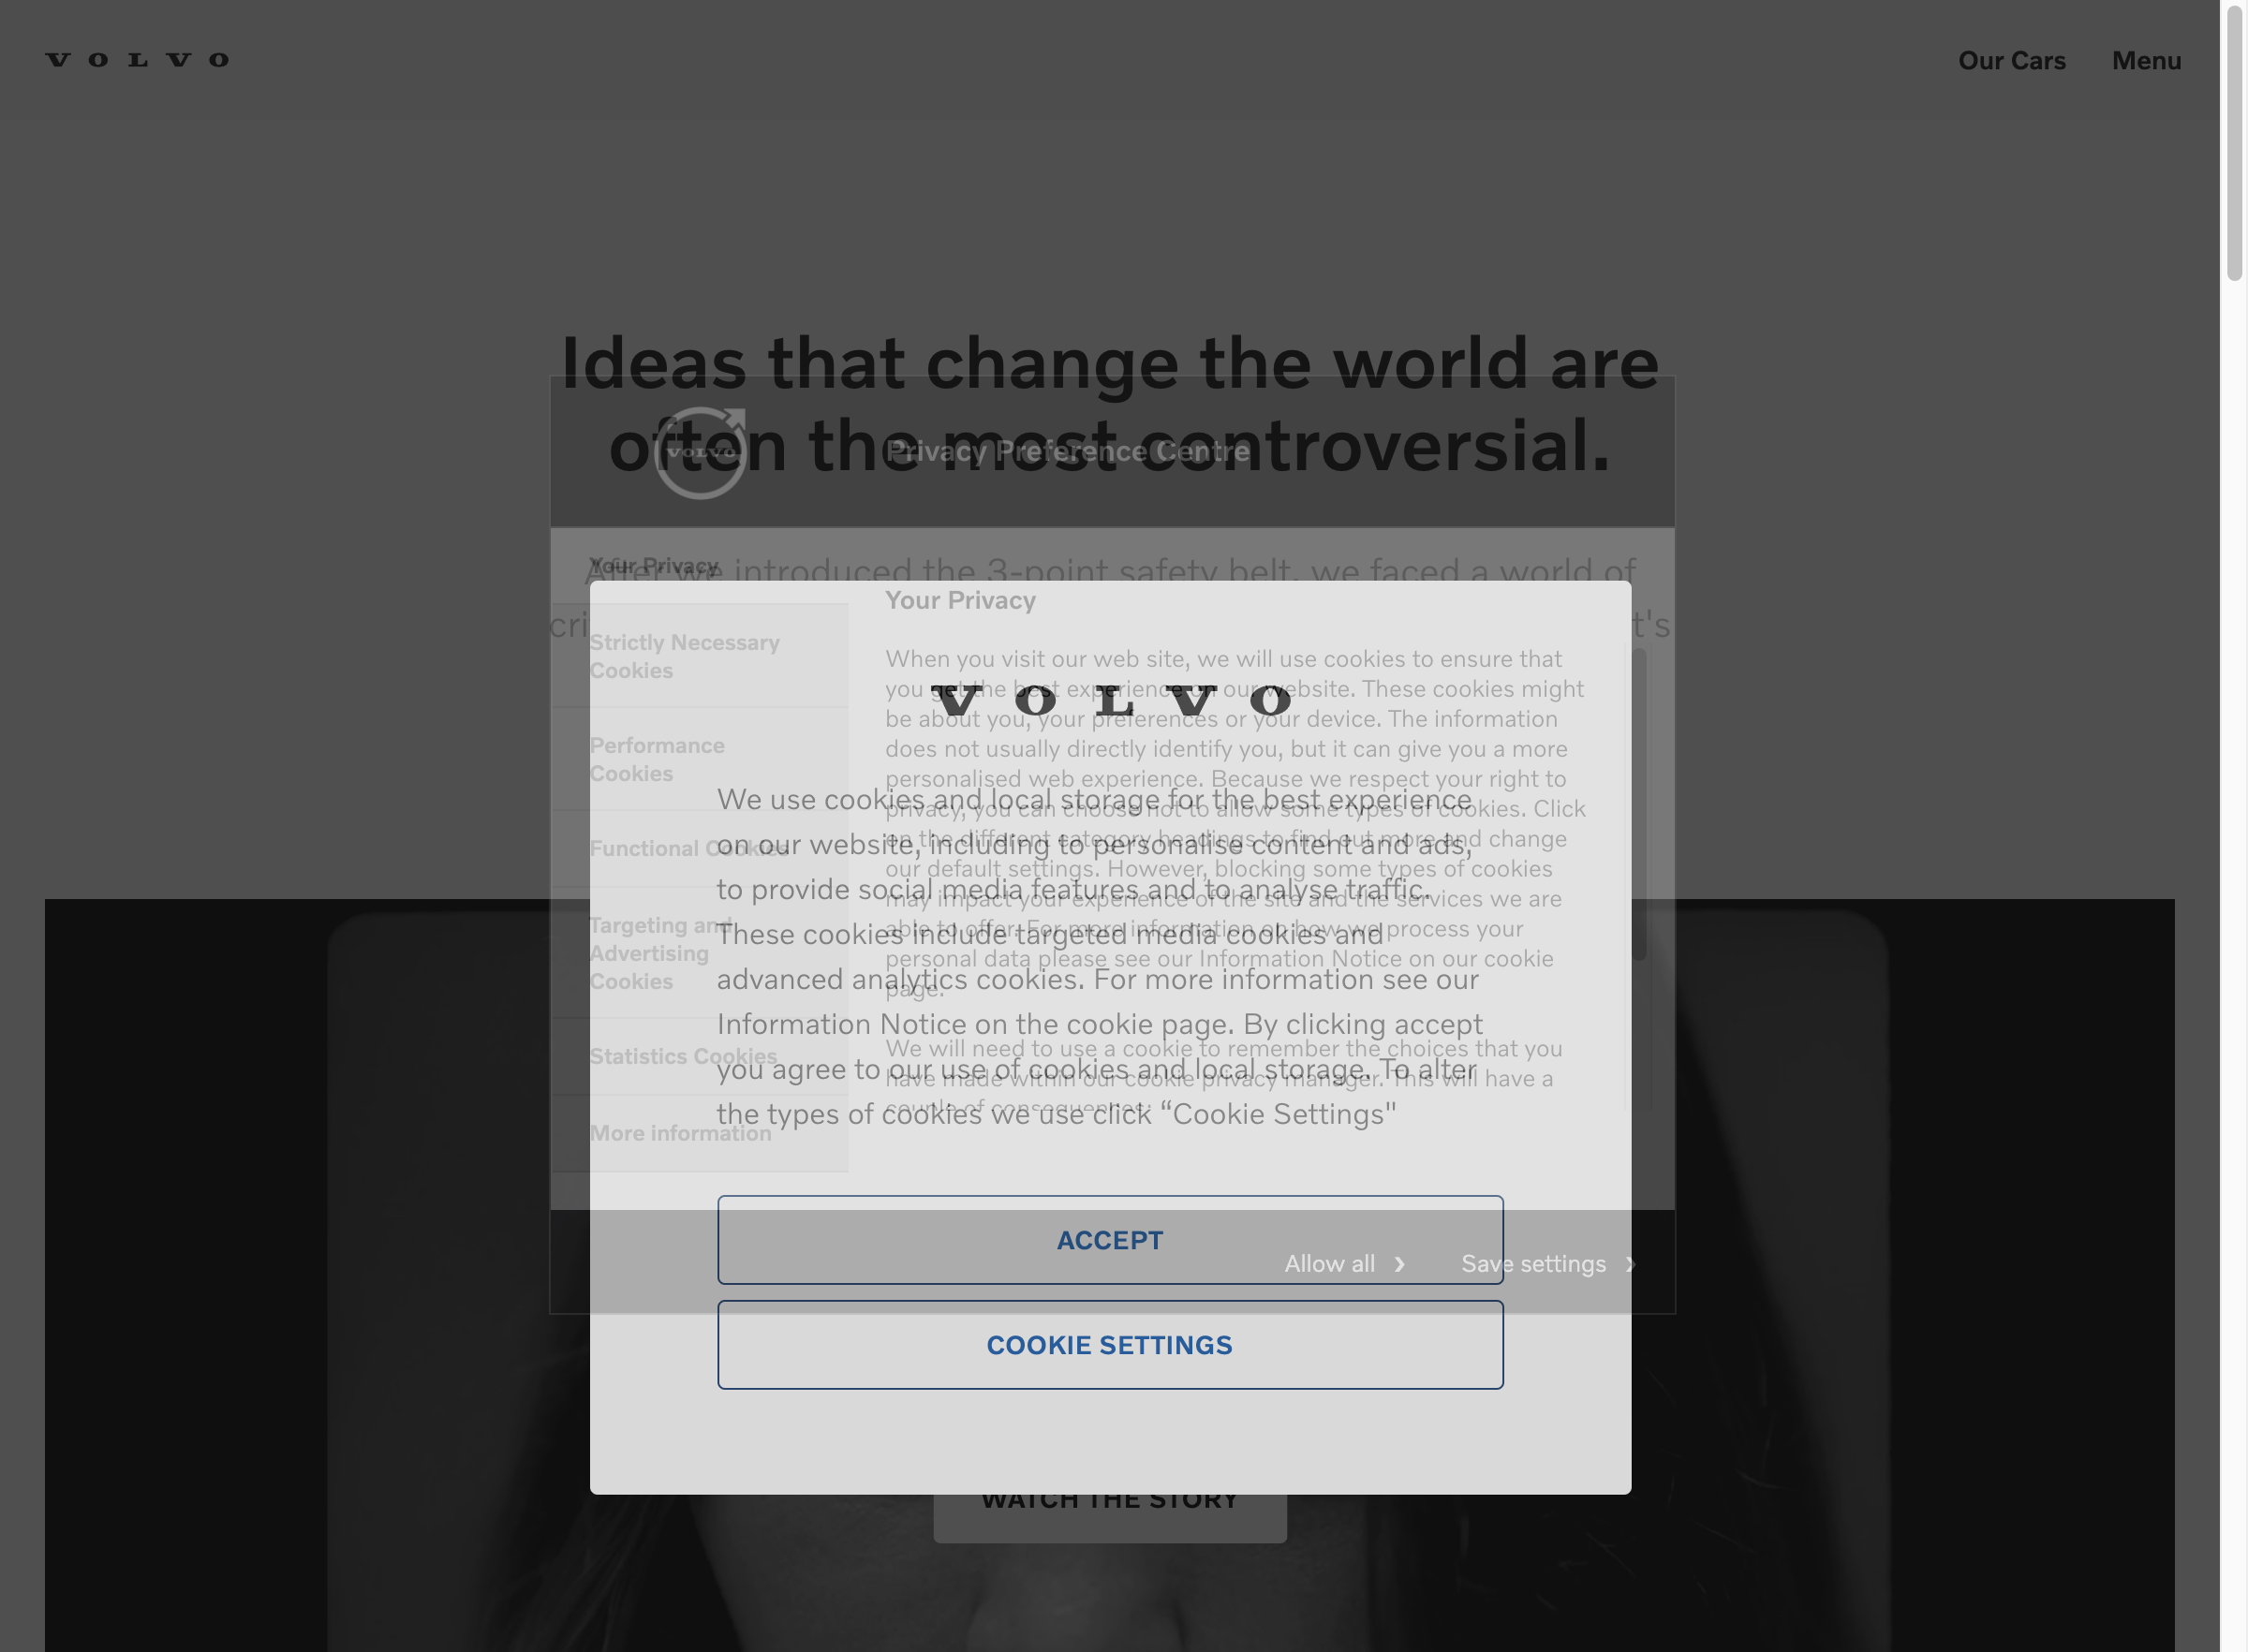 VOLVO
Our Cars
Menu
Ideas that change the world are
often the most controversial.
VOLVO
Privacy Preference Centre
After we introduced the 3-point safety belt, we faced a world of
cri
t's
Your Privacy
Strictly Necessary
Cookies
Performance
Cookies
Functional Cookies
Targeting and
Advertising
Cookies
Statistics Cookies
More information
Your Privacy
When you visit our web site, we will use cookies to ensure that
you get the best experience on our website. These cookies might
be about you, your preferences or your device. The information
does not usually directly identify you, but it can give you a more
personalised web experience. Because we respect your right to
privacy, you can choose not to allow some types of cookies. Click
on the different category headings to find out more and change
our default settings. However, blocking some types of cookies
may impact your experience of the site and the services we are
able to offer. For more information on how we process your
personal data please see our Information Notice on our cookie
page.
We will need to use a cookie to remember the choices that you
have made within our cookie privacy manager. This will have a
couple of consequences:
VOLVO
We use cookies and local storage for the best experience
on our website, including to personalise content and ads,
to provide social media features and to analyse traffic.
These cookies include targeted media cookies and
advanced analytics cookies. For more information see our
Information Notice on the cookie page. By clicking accept
you agree to our use of cookies and local storage. To alter
the types of cookies we use click “Cookie Settings"
ACCEPT
Allow all
Save settings
COOKIE SETTINGS
WATCH THE STORY